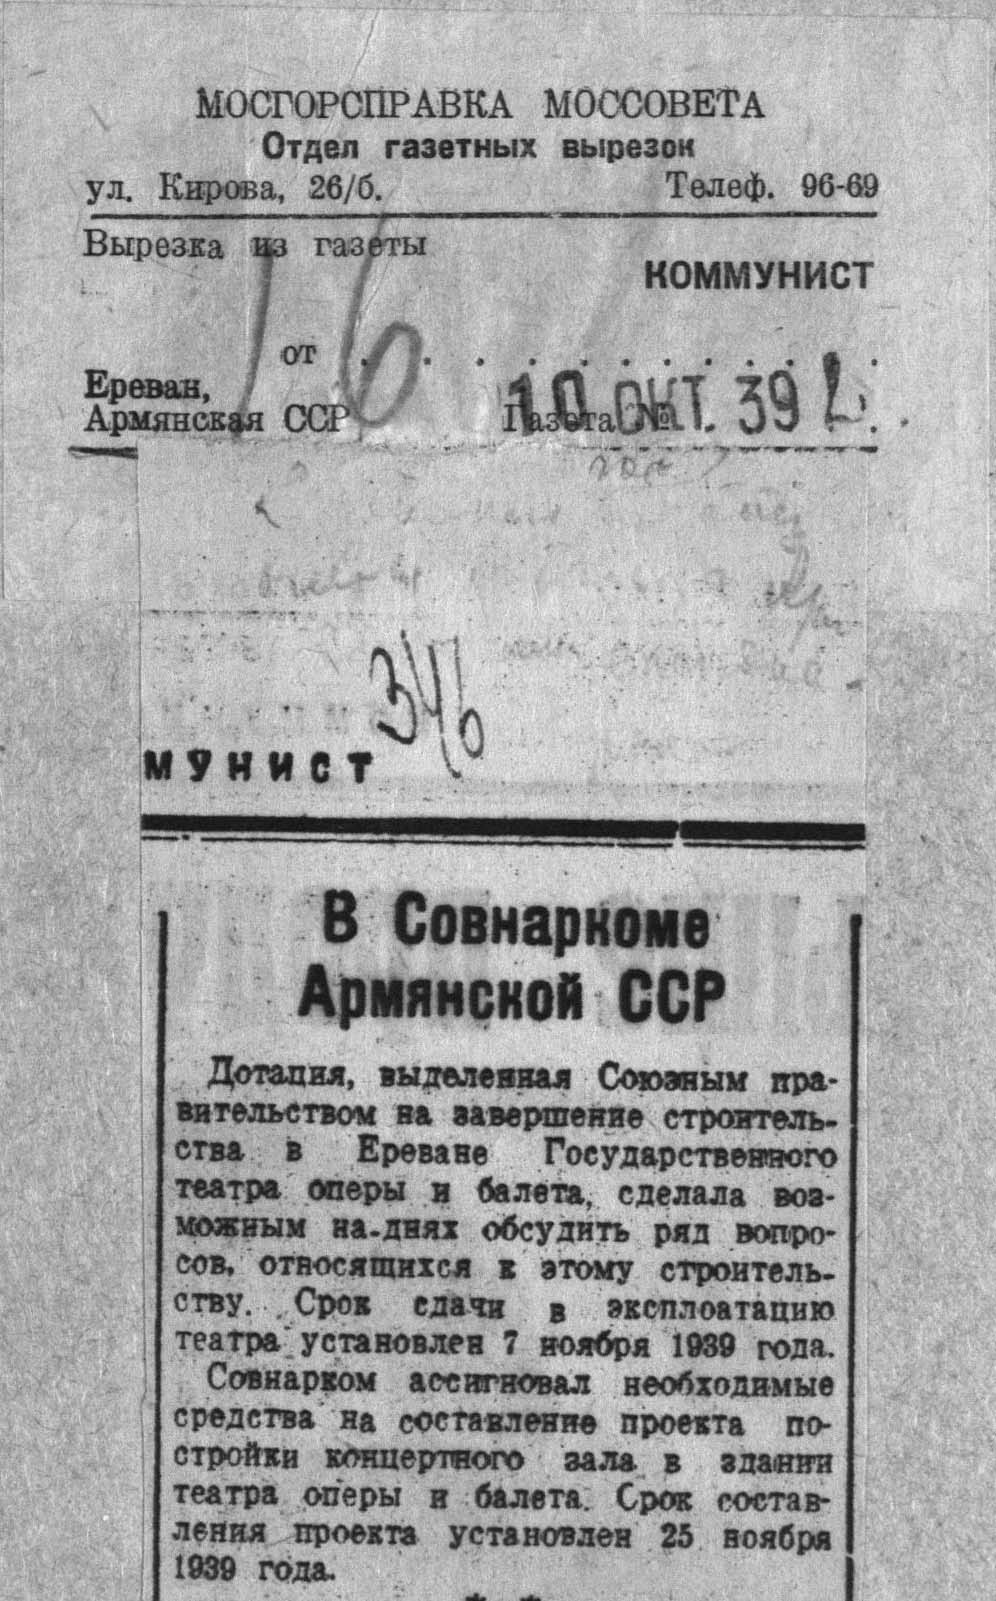 МОСГОРСПРАВКА МОССОВЕТА
Отдел газетных вырезок
ул. Кирова, 26/б. Телеф. 96-69
Вырезка из газеты
КОММУНИСТ
16
от . . . . . . . . . . .
Ереван,
Армянская ССР Газета №
10 ОКТ. 39
346
МУНИСТ
В Совнаркоме
Армянской ССР
Дотация, выделенная Союзным пра-
вительством на завершение строитель-
ства в Ереване Государственного
театра оперы и балета, сделала воз-
можным на-днях обсудить ряд вопро-
сов, относящихся к этому строитель-
ству. Срок сдачи в эксплоатацию
театра установлен 7 ноября 1939 года.
Совнарком ассигновал необходимые
средства на составление проекта по-
стройки концертного зала в здании
театра оперы и балета. Срок состав-
ления проекта установлен 25 ноября
1939 года.